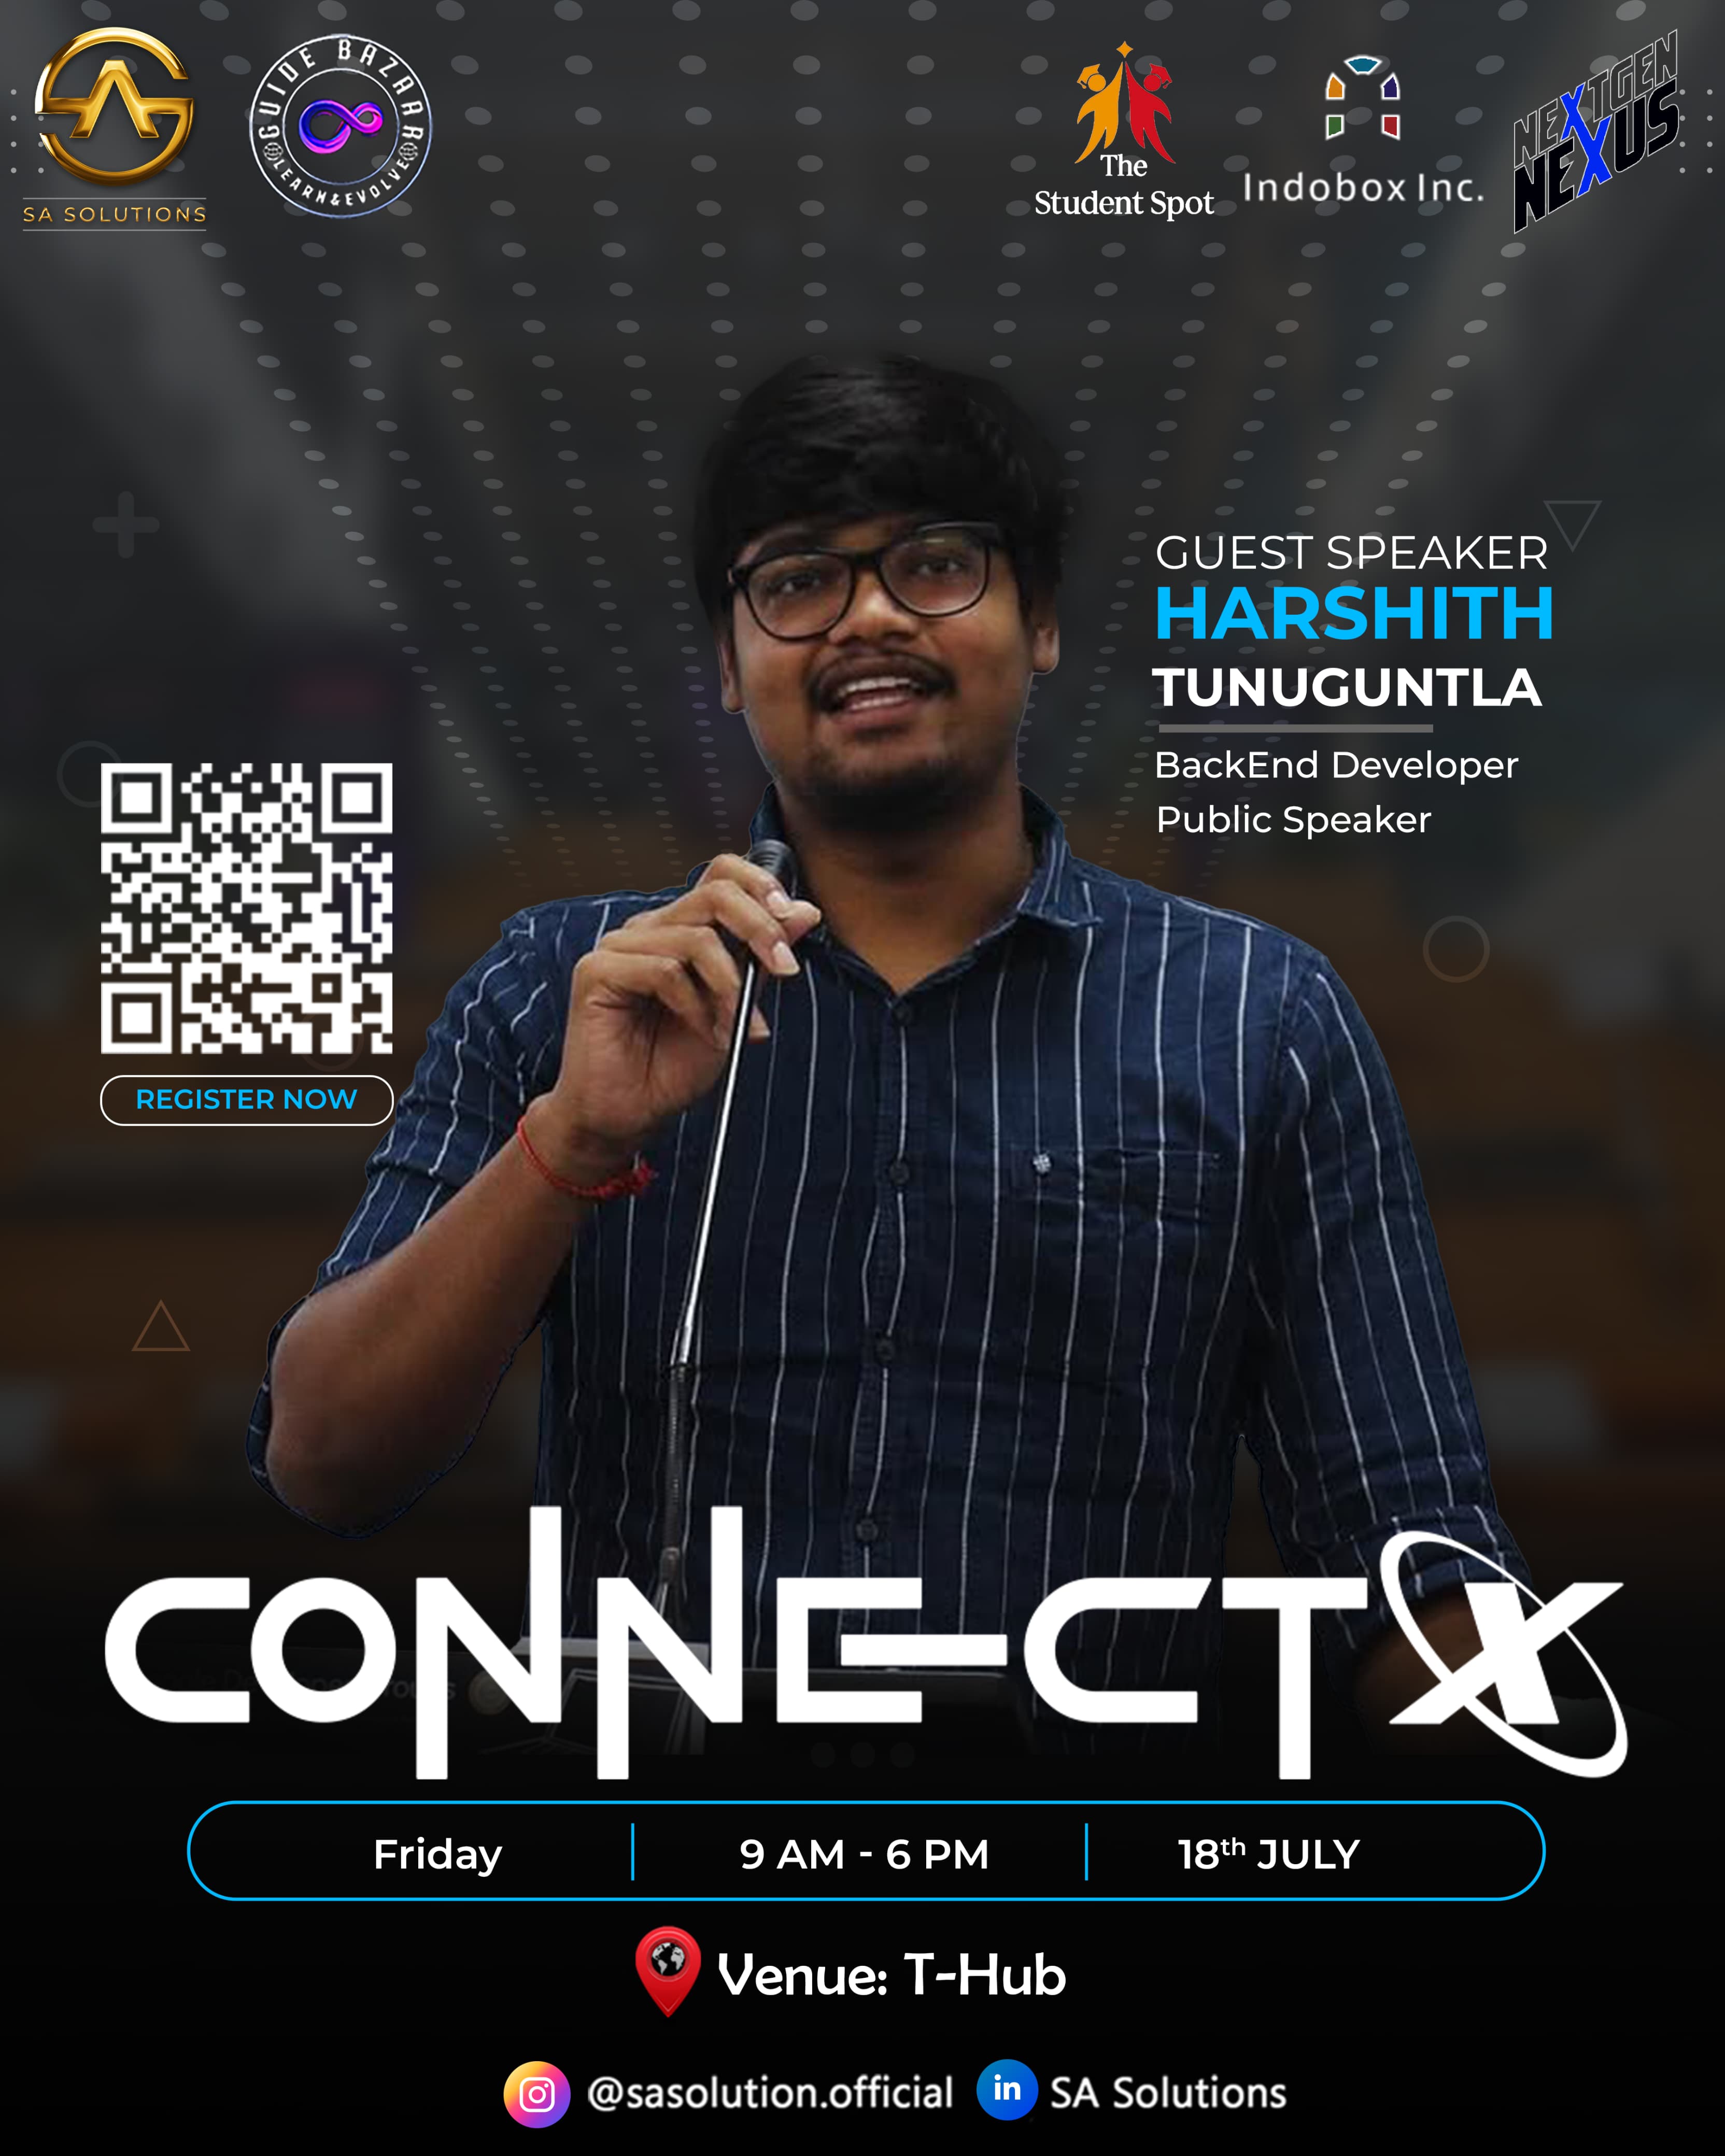 SA SOLUTIONS
GUIDE BAZAAR
LEARN&EVOLVE
The
Student Spot
Indobox Inc.
NEXTGEN
NEXUS
GUEST SPEAKER
HARSHITH
TUNUGUNTLA
BackEnd Developer
Public Speaker
REGISTER NOW
CONNECTX
Friday
9 AM - 6 PM
18th JULY
Venue: T-Hub
@sasolution.official
in SA Solutions